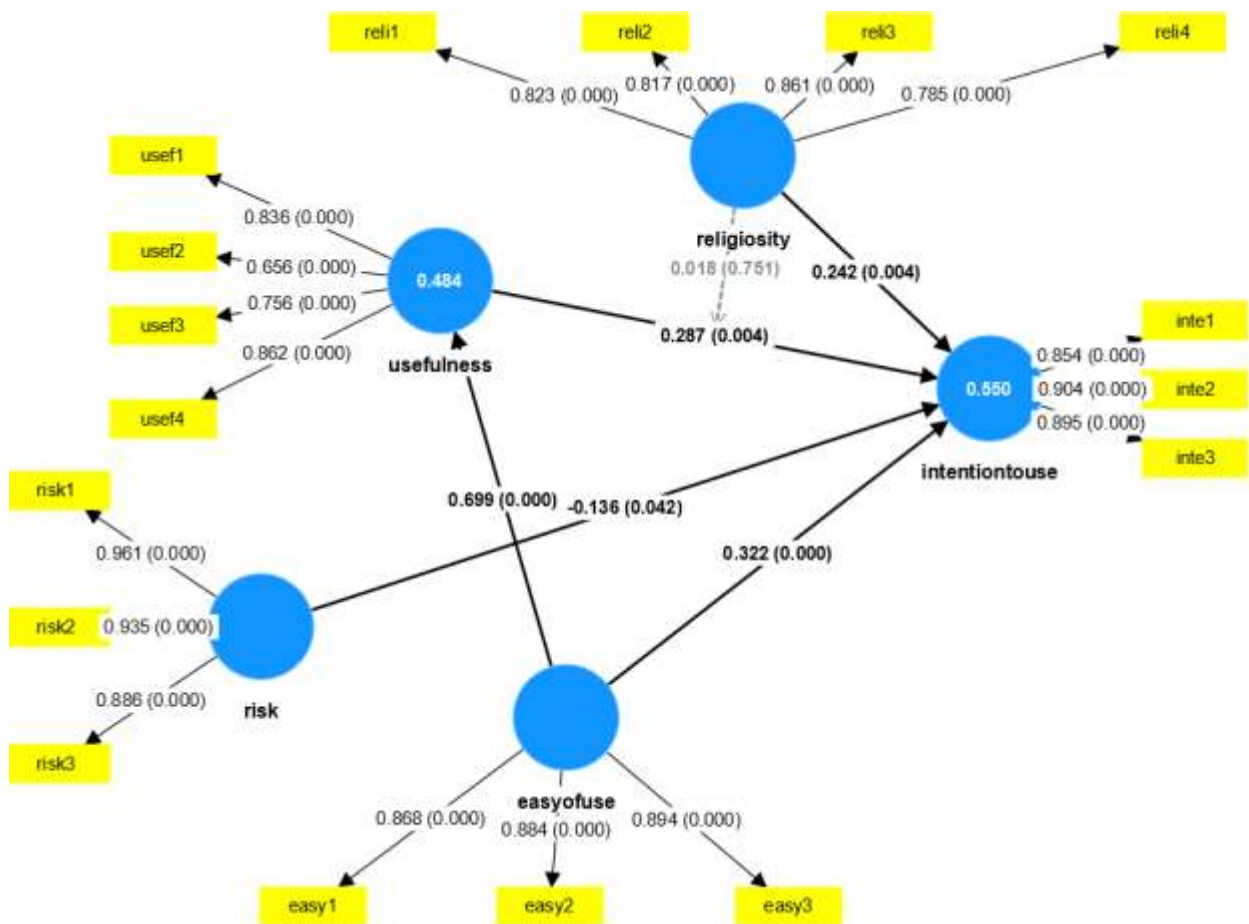 reli1
reli2
reli3
reli4
0.823 (0.000)
0.817 (0.000)
0.861 (0.000)
0.785 (0.000)
religiosity
0.018 (0.751)
0.242 (0.004)
usef1
usef2
usef3
usef4
0.836 (0.000)
0.656 (0.000)
0.756 (0.000)
0.862 (0.000)
0.484
usefulness
0.287 (0.004)
inte1
inte2
inte3
0.854 (0.000)
0.904 (0.000)
0.895 (0.000)
0.550
intentiontouse
0.699 (0.000)
-0.136 (0.042)
0.322 (0.000)
risk1
risk2
risk3
0.961 (0.000)
0.935 (0.000)
0.886 (0.000)
risk
easyofuse
0.868 (0.000)
0.884 (0.000)
0.894 (0.000)
easy1
easy2
easy3